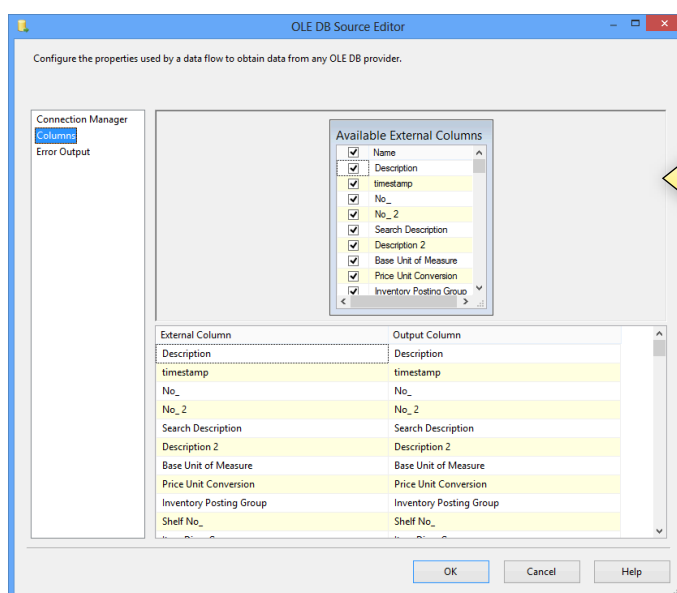 OLE DB Source Editor
Configure the properties used by a data flow to obtain data from any OLE DB provider.
Connection Manager
Columns
Error Output
Available External Columns
Name
Description
timestamp
No_
No_ 2
Search Description
Description 2
Base Unit of Measure
Price Unit Conversion
Inventory Posting Group
External Column Output Column
Description Description
timestamp timestamp
No_ No_
No_ 2 No_ 2
Search Description Search Description
Description 2 Description 2
Base Unit of Measure Base Unit of Measure
Price Unit Conversion Price Unit Conversion
Inventory Posting Group Inventory Posting Group
Shelf No_ Shelf No_
OK Cancel Help